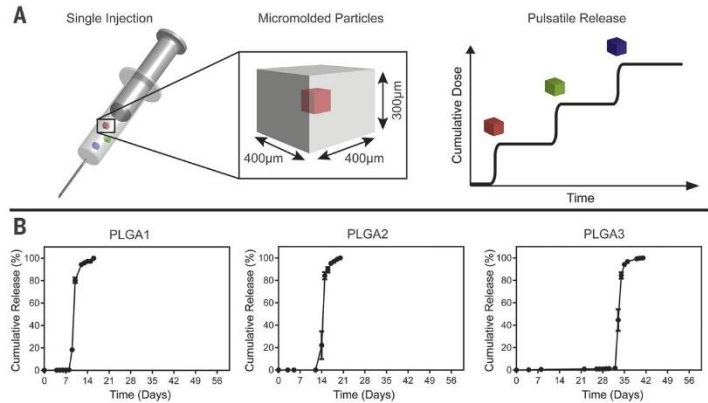 A
Single Injection
Micromolded Particles
Pulsatile Release
400μm
400μm
300μm
Cumulative Dose
Time
B
PLGA1
Cumulative Release (%)
100
80
60
40
20
0
0 7 14 21 28 35 42 49 56
Time (Days)
PLGA2
Cumulative Release (%)
100
80
60
40
20
0
0 7 14 21 28 35 42 49 56
Time (Days)
PLGA3
Cumulative Release (%)
100
80
60
40
20
0
0 7 14 21 28 35 42 49 56
Time (Days)